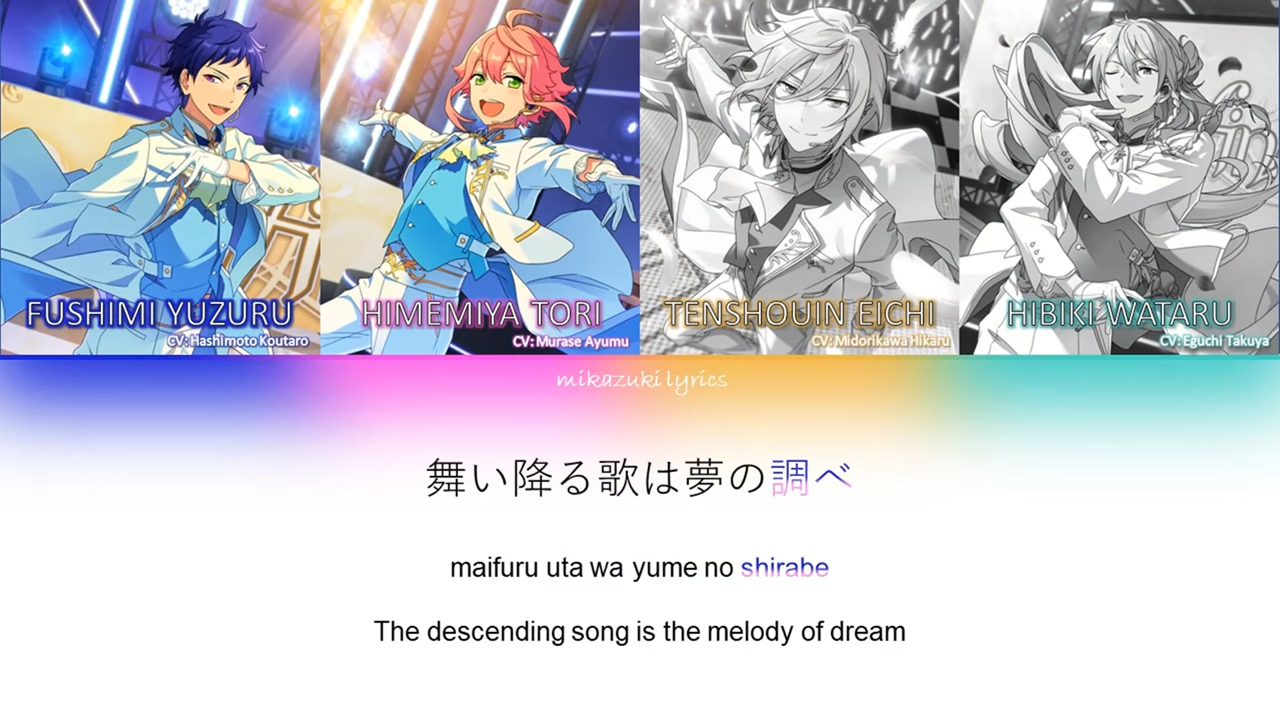 FUSHIMI YUZURU
CV: Hashimoto Koutaro
HIMEMIYA TORI
CV: Murase Ayumu
TENSHOUIN EICHI
CV: Midorikawa Hikaru
HIBIKI WATARU
CV: Eguchi Takuya
mikazuki lyrics
舞い降る歌は夢の調べ
maifuru uta wa yume no shirabe
The descending song is the melody of dream